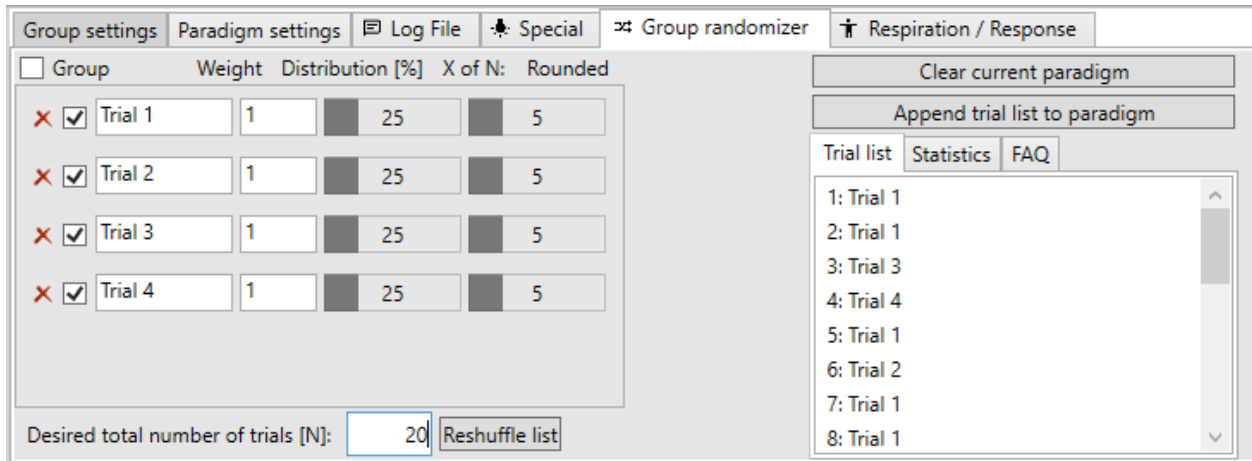 Group settings Paradigm settings Log File Special Group randomizer Respiration / Response
Group Weight Distribution [%] X of N: Rounded
Trial 1 1 25 5
Trial 2 1 25 5
Trial 3 1 25 5
Trial 4 1 25 5
Desired total number of trials [N]: 20 Reshuffle list
Clear current paradigm
Append trial list to paradigm
Trial list Statistics FAQ
1: Trial 1
2: Trial 1
3: Trial 3
4: Trial 4
5: Trial 1
6: Trial 2
7: Trial 1
8: Trial 1